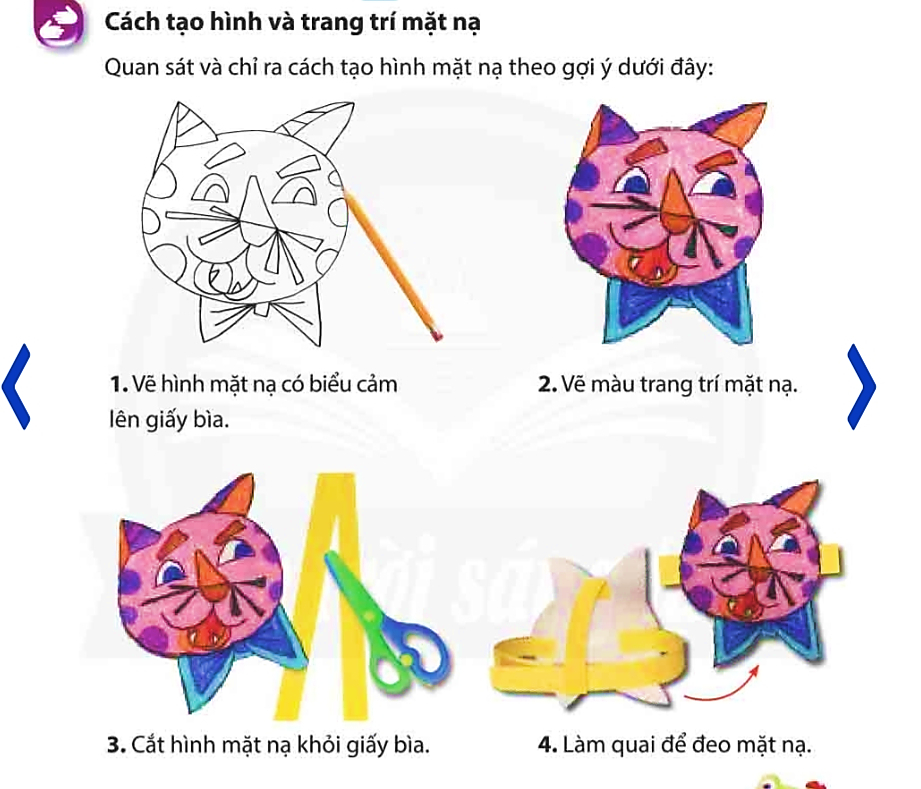 Cách tạo hình và trang trí mặt nạ
Quan sát và chỉ ra cách tạo hình mặt nạ theo gợi ý dưới đây:
1. Vẽ hình mặt nạ có biểu cảm
lên giấy bìa.
2. Vẽ màu trang trí mặt nạ.
3. Cắt hình mặt nạ khỏi giấy bìa.
4. Làm quai để đeo mặt nạ.